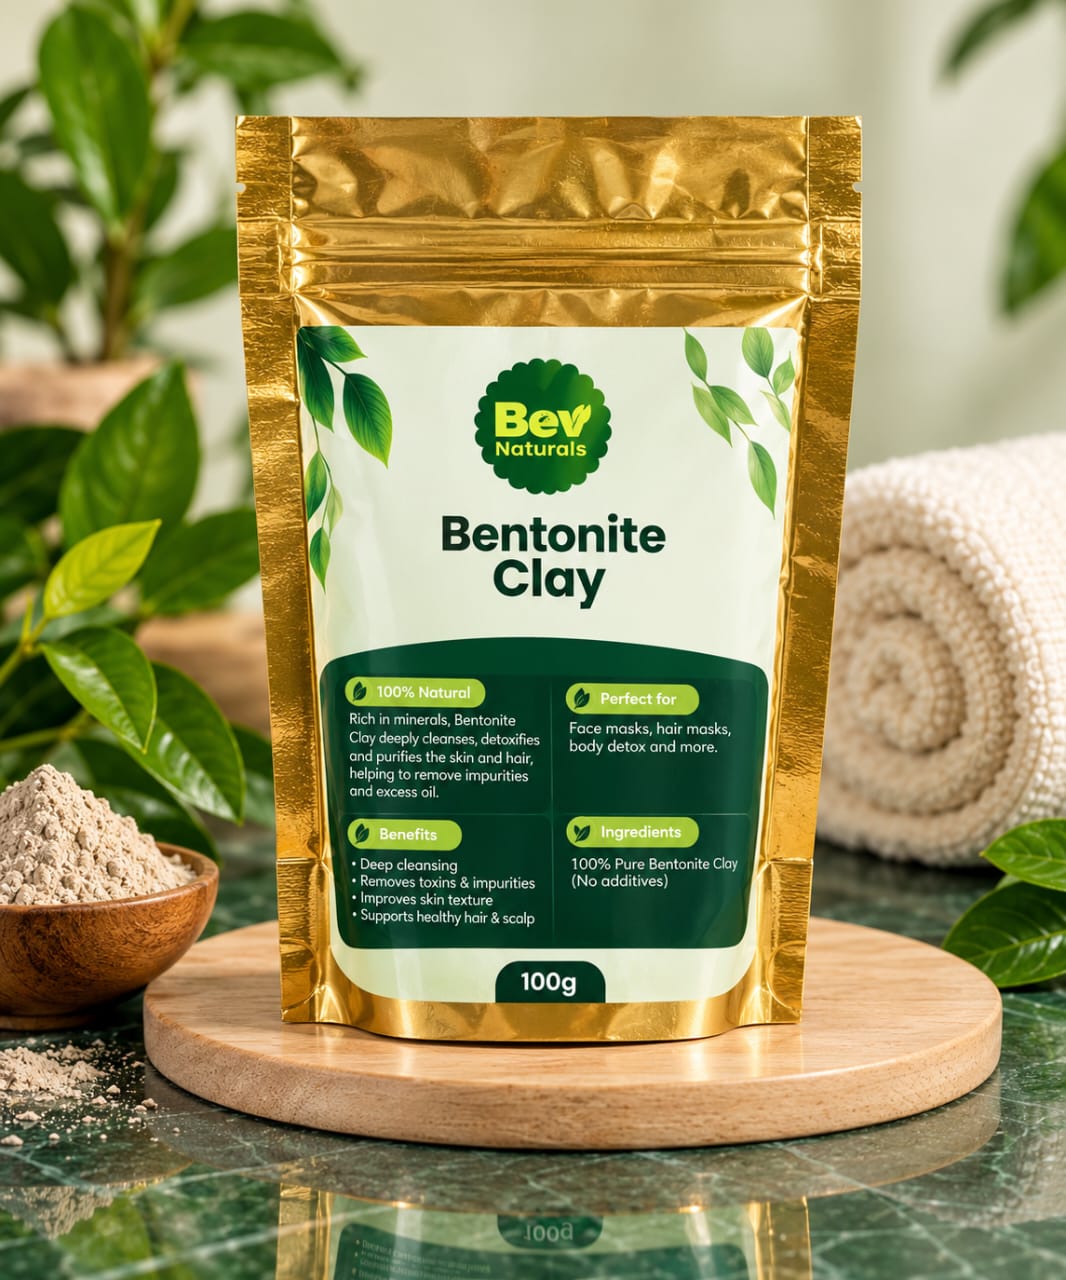 Bev
Naturals
Bentonite
Clay
100% Natural
Rich in minerals, Bentonite
Clay deeply cleanses, detoxifies
and purifies the skin and hair,
helping to remove impurities
and excess oil.
Perfect for
Face masks, hair masks,
body detox and more.
Benefits
• Deep cleansing
• Removes toxins & impurities
• Improves skin texture
• Supports healthy hair & scalp
Ingredients
100% Pure Bentonite Clay
(No additives)
100g